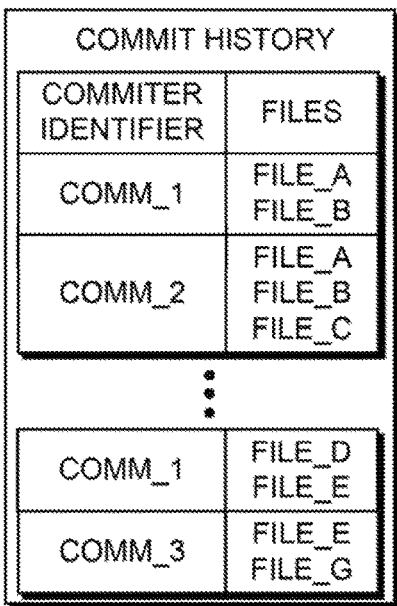 COMMIT HISTORY
COMMITER IDENTIFIER
FILES
COMM_1
FILE_A
FILE_B
COMM_2
FILE_A
FILE_B
FILE_C
COMM_1
FILE_D
FILE_E
COMM_3
FILE_E
FILE_G